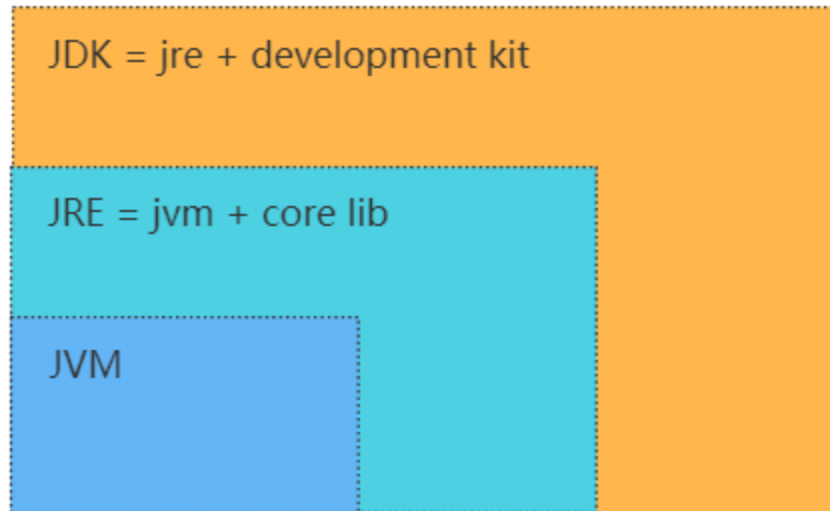 JDK = jre + development kit
JRE = jvm + core lib
JVM